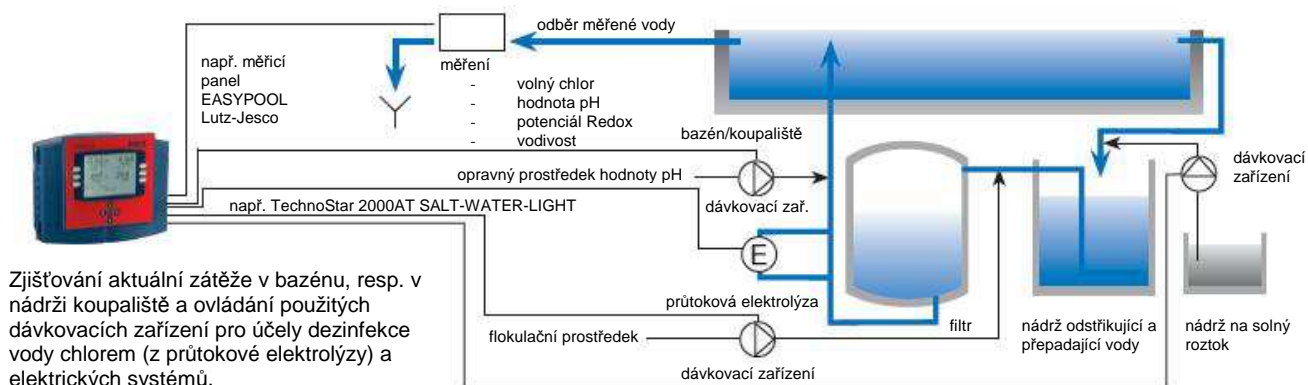 odběr měřené vody
např. měřicí
panel
EASYPOOL
Lutz-Jesco
měření
- volný chlor
- hodnota pH
- potenciál Redox
- vodivost
bazén/koupaliště
dávkovací
zařízení
opravný prostředek hodnoty pH
dávkovací zař.
např. TechnoStar 2000AT SALT-WATER-LIGHT
E
Zjišťování aktuální zátěže v bazénu, resp. v
nádrži koupaliště a ovládání použitých
dávkovacích zařízení pro účely dezinfekce
vody chlorem (z průtokové elektrolýzy) a
elektrických systémů.
průtoková elektrolýza
flokulační prostředek
filtr
dávkovací zařízení
nádrž odstřikující a
přepadající vody
nádrž na solný
roztok